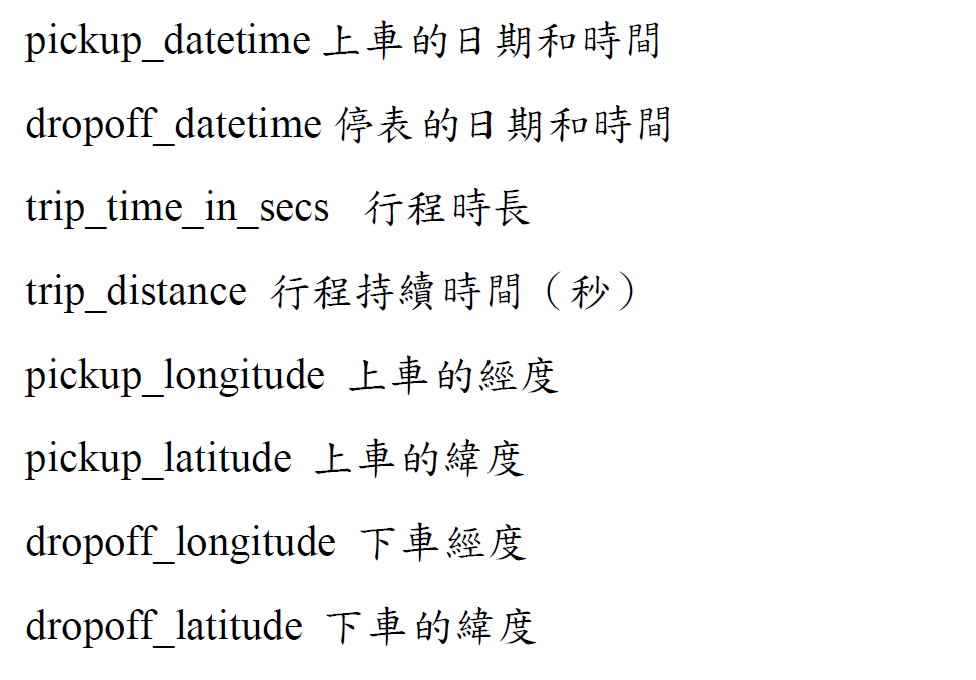 pickup_datetime 上車的日期和時間
dropoff_datetime 停表的日期和時間
trip_time_in_secs 行程時長
trip_distance 行程持續時間（秒）
pickup_longitude 上車的經度
pickup_latitude 上車的緯度
dropoff_longitude 下車經度
dropoff_latitude 下車的緯度